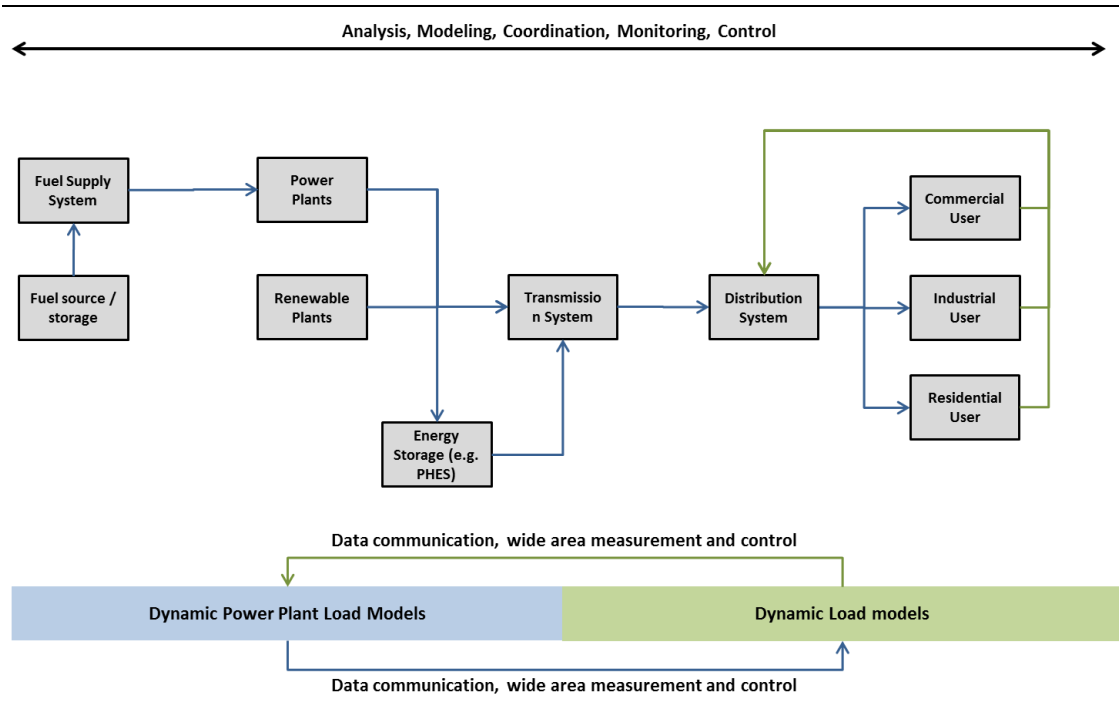 Analysis, Modeling, Coordination, Monitoring, Control
Fuel Supply
System
Power
Plants
Commercial
User
Fuel source /
storage
Renewable
Plants
Transmissio
n System
Distribution
System
Industrial
User
Residential
User
Energy
Storage (e.g.
PHES)
Data communication, wide area measurement and control
Dynamic Power Plant Load Models
Dynamic Load models
Data communication, wide area measurement and control